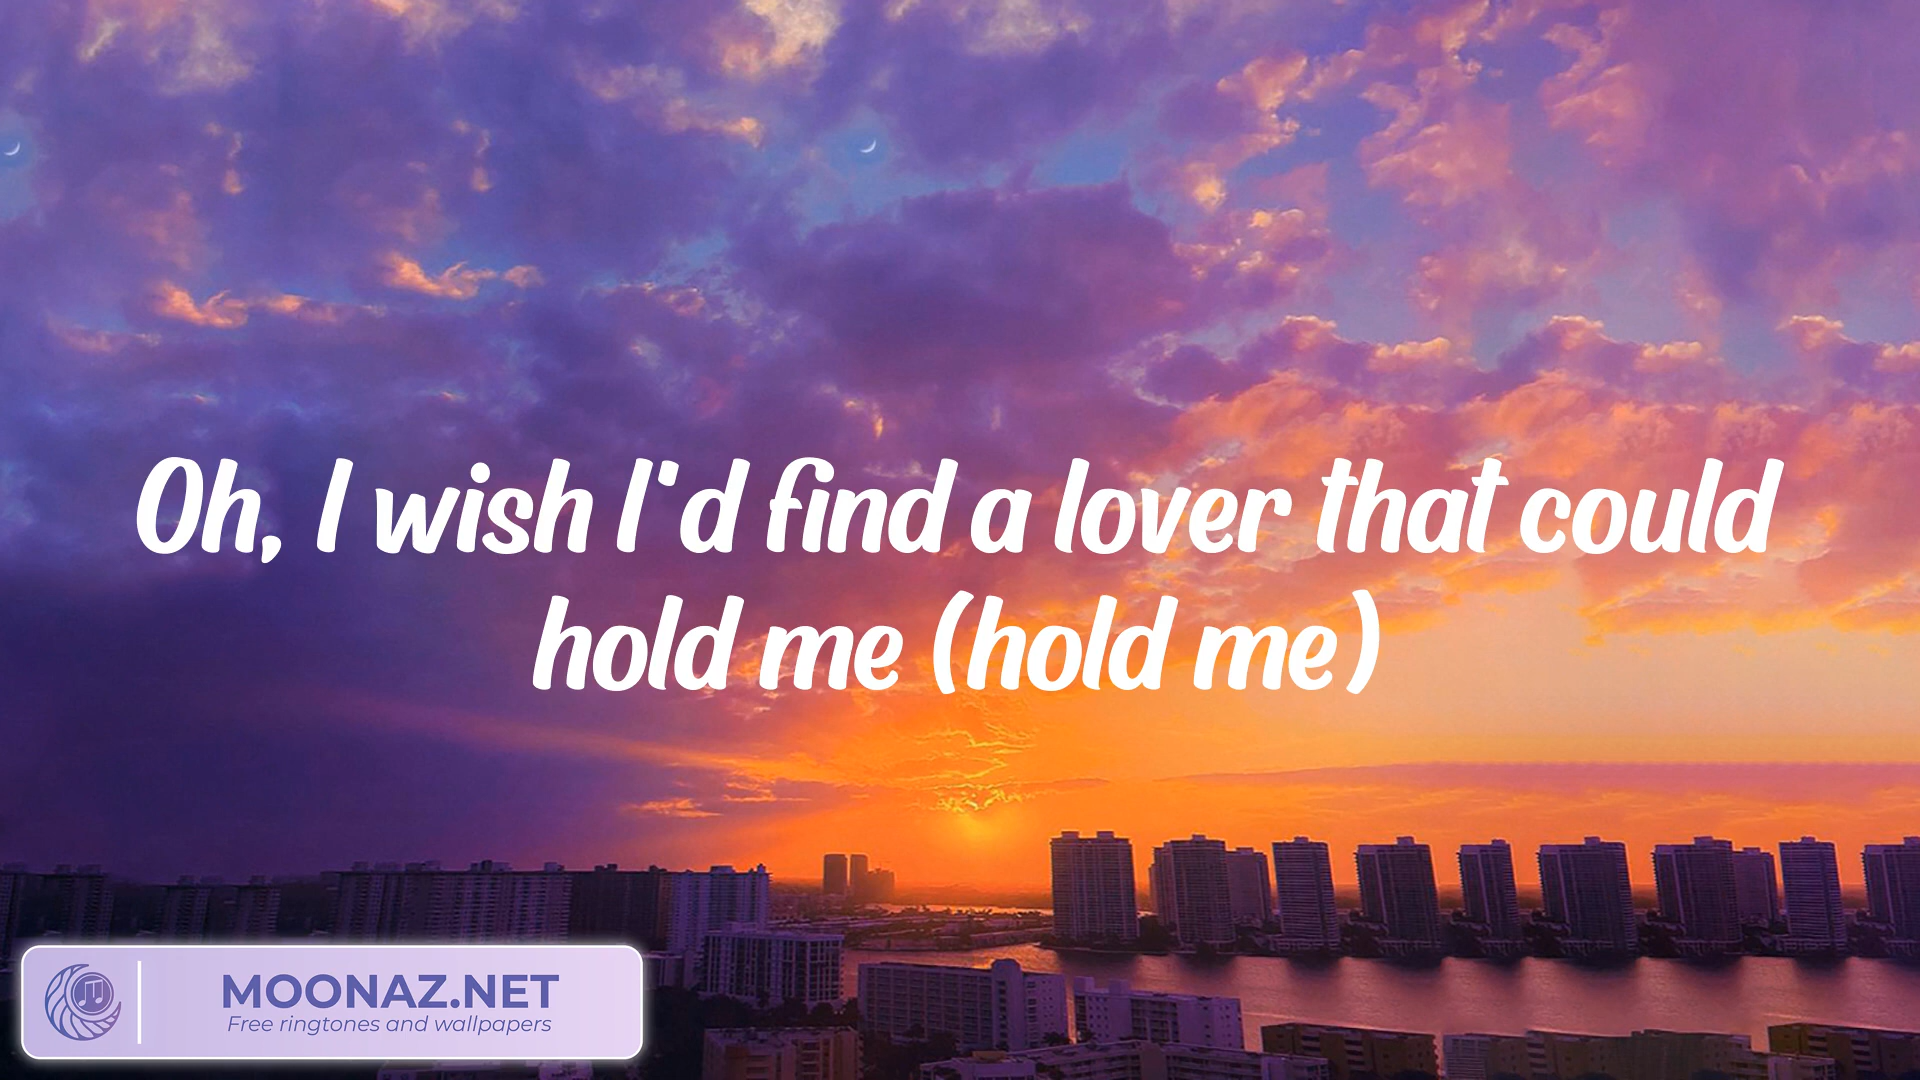 Oh, I wish I'd find a lover that could
hold me (hold me)
MOONAZ.NET
Free ringtones and wallpapers